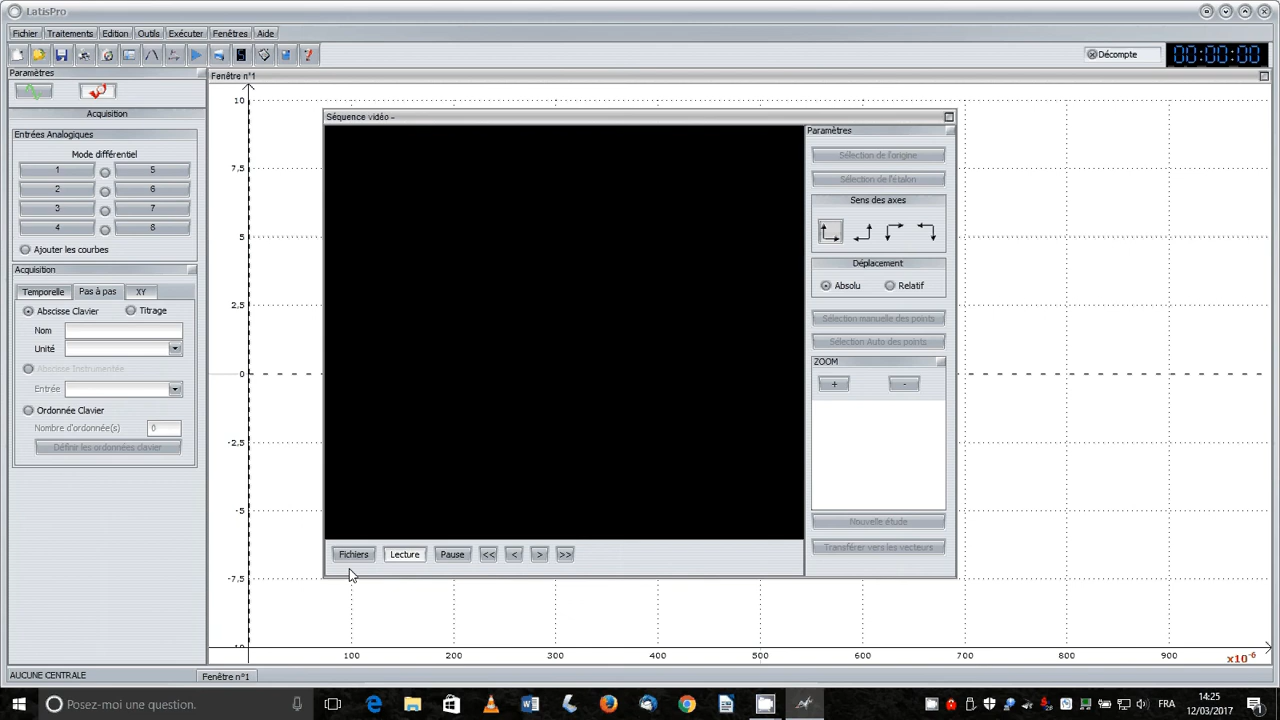 LatisPro
Fichier Traitements Edition Outils Exécuter Fenêtres Aide
Décompte 00:00:00
Paramètres
Acquisition
Entrées Analogiques
Mode différentiel
1 5
2 6
3 7
4 8
Ajouter les courbes
Acquisition
Temporelle Pas à pas XY
Abscisse Clavier Titrage
Nom
Unité
Abscisse Instrumentée
Entrée
Ordonnée Clavier
Nombre d'ordonnée(s) 0
Définir les ordonnées clavier
AUCUNE CENTRALE
Fenêtre n°1
10
7,5
5
2,5
0
-2,5
-5
-7,5
-10
100 200 300 400 500 600 700 800 900 x10-6
Fenêtre n°1
Séquence vidéo -
Fichiers Lecture Pause << < > >>
Paramètres
Sélection de l'origine
Sélection de l'étalon
Sens des axes
Déplacement
Absolu Relatif
Sélection manuelle des points
Sélection Auto des points
ZOOM
+ -
Nouvelle étude
Transférer vers les vecteurs
Posez-moi une question.
FRA
14:25
12/03/2017